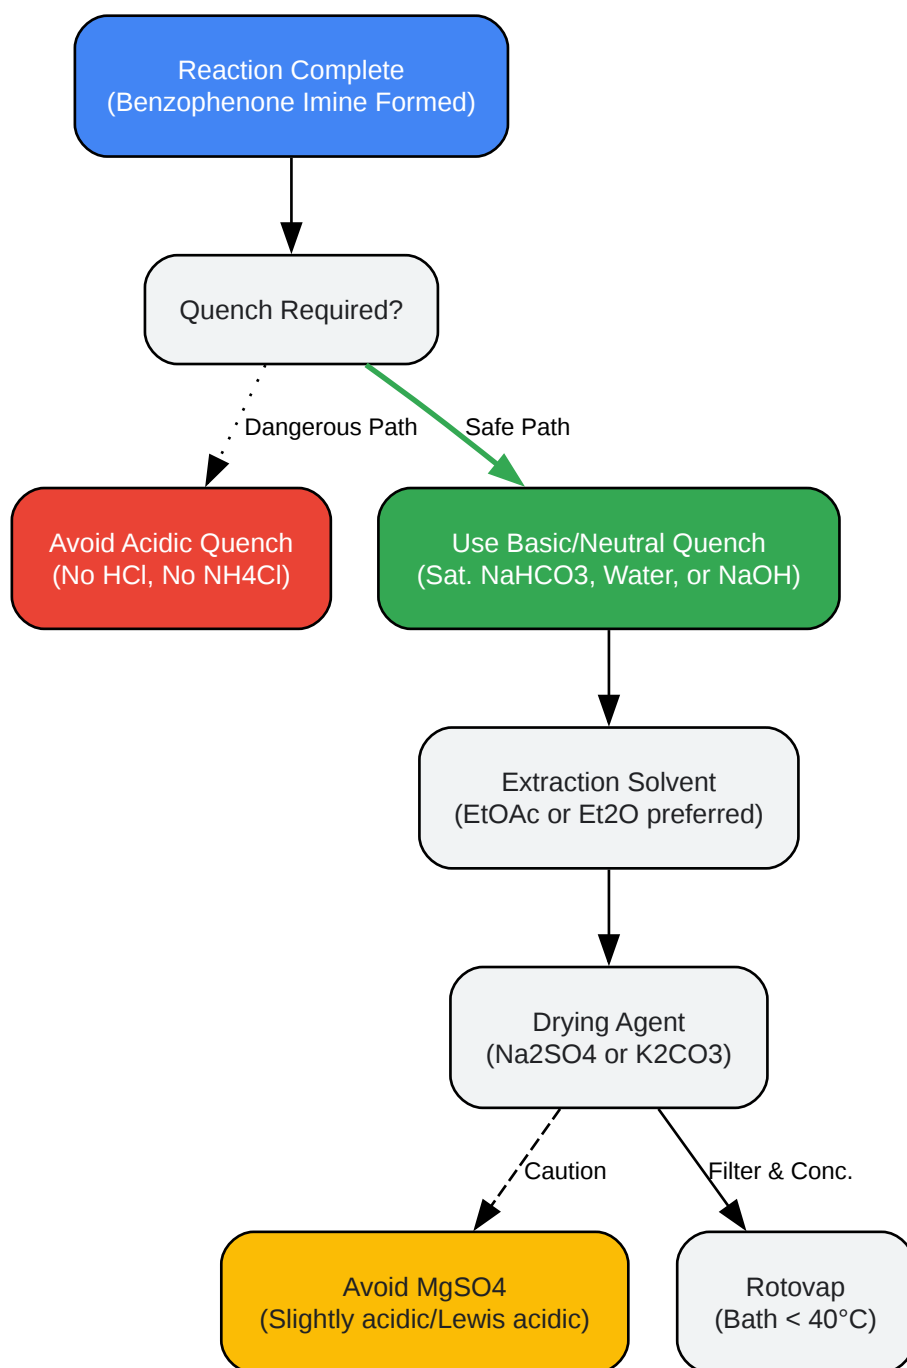 Reaction Complete
(Benzophenone Imine Formed)
Quench Required?
Dangerous Path
Safe Path
Avoid Acidic Quench
(No HCl, No NH4Cl)
Use Basic/Neutral Quench
(Sat. NaHCO3, Water, or NaOH)
Extraction Solvent
(EtOAc or Et2O preferred)
Drying Agent
(Na2SO4 or K2CO3)
Caution
Filter & Conc.
Avoid MgSO4
(Slightly acidic/Lewis acidic)
Rotovap
(Bath < 40°C)